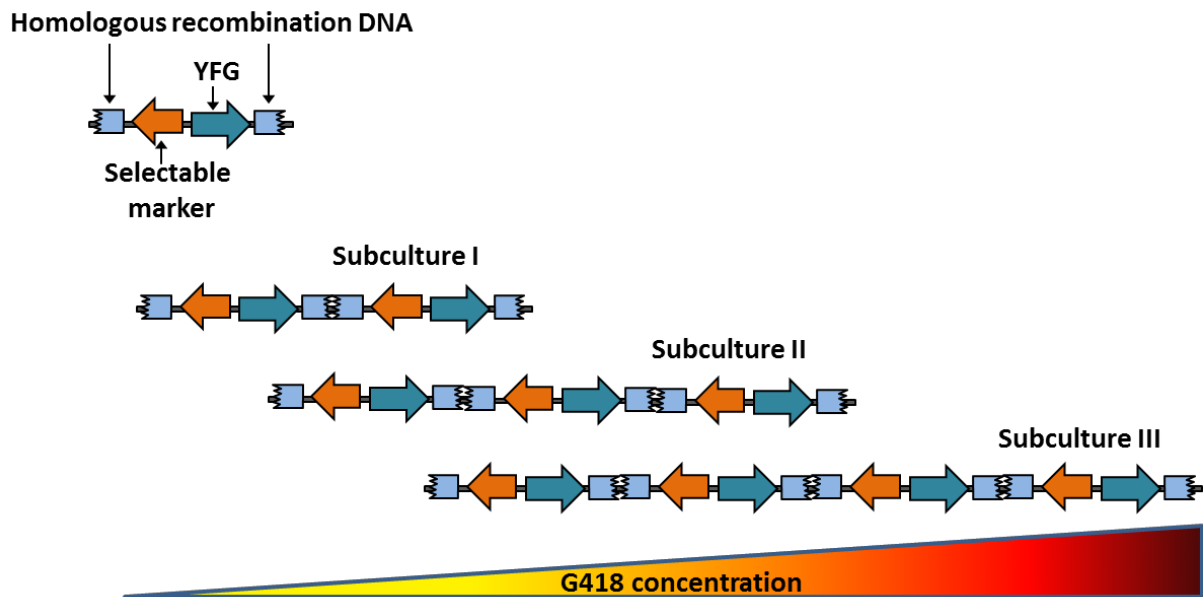 Homologous recombination DNA
YFG
Selectable
marker
Subculture I
Subculture II
Subculture III
G418 concentration